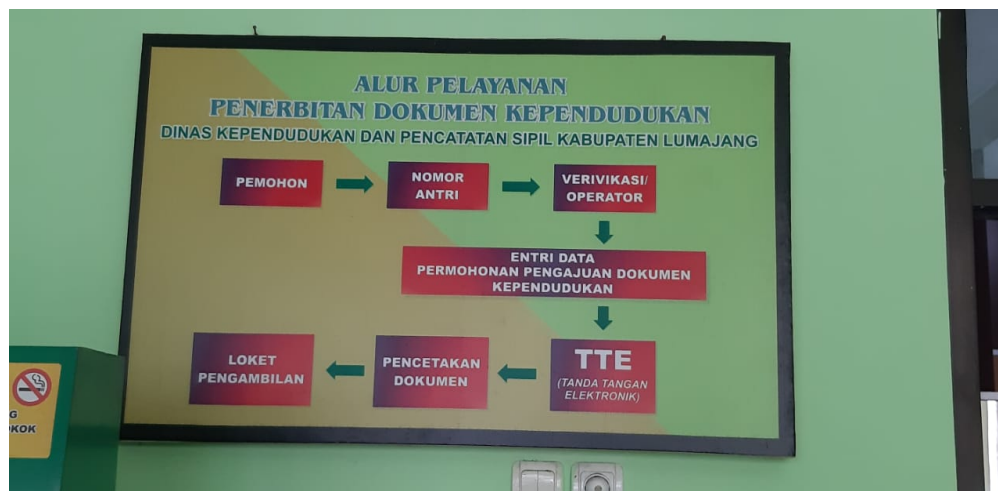 ALUR PELAYANAN
PENERBITAN DOKUMEN KEPENDUDUKAN
DINAS KEPENDUDUKAN DAN PENCATATAN SIPIL KABUPATEN LUMAJANG
PEMOHON
NOMOR
ANTRI
VERIVIKASI/
OPERATOR
ENTRI DATA
PERMOHONAN PENGAJUAN DOKUMEN
KEPENDUDUKAN
TTE
(TANDA TANGAN
ELEKTRONIK)
PENCETAKAN
DOKUMEN
LOKET
PENGAMBILAN